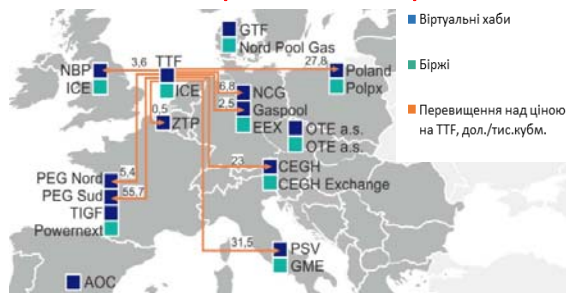 GTF
Nord Pool Gas
NBP
3,6
TTF
27,8
Poland
ICE
ICE
Polpx
6,8
NCG
2,5
Gaspool
0,5
EEX
ZTP
OTE a.s.
OTE a.s.
5,4
23
CEGH
PEG Nord
CEGH Exchange
PEG Sud
55,7
TIGF
Powernext
31,5
PSV
GME
AOC
Віртуальні хаби
Біржі
Перевищення над ціною
на TTF, дол./тис.кубм.